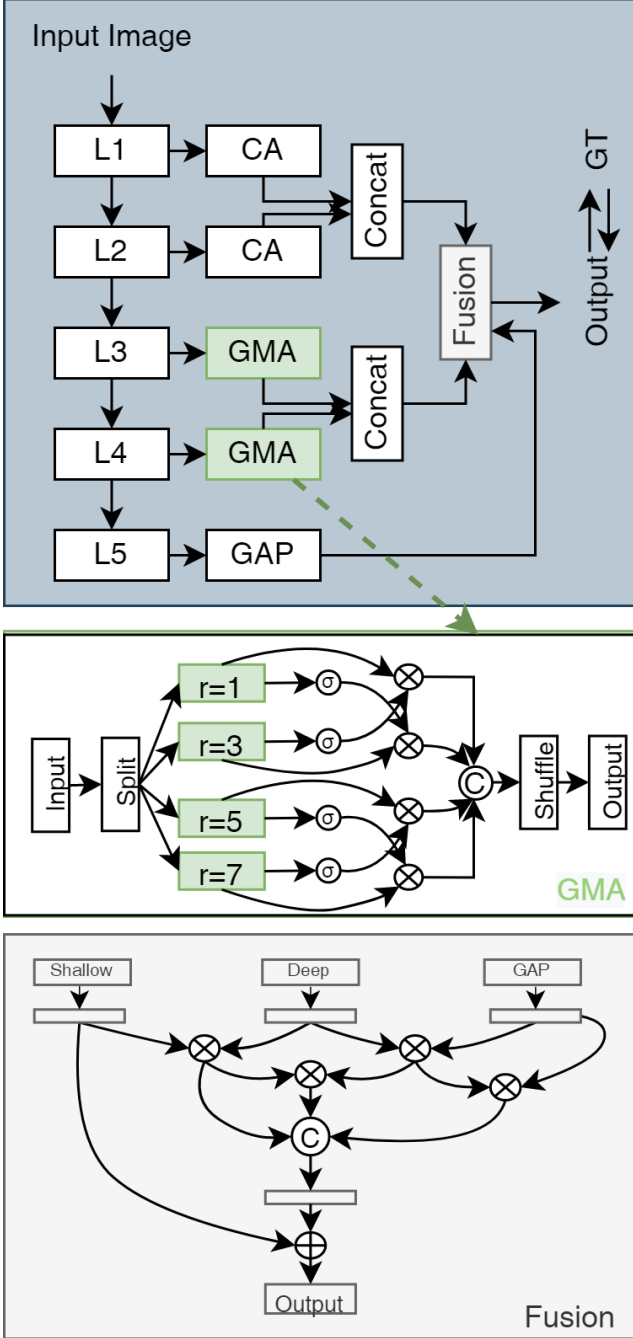 Input Image
L1
CA
Concat
L2
CA
Fusion
Output
GT
L3
GMA
Concat
L4
GMA
L5
GAP
Input
Split
r=1
σ
r=3
σ
r=5
σ
r=7
σ
C
Shuffle
Output
GMA
Shallow
Deep
GAP
C
Output
Fusion